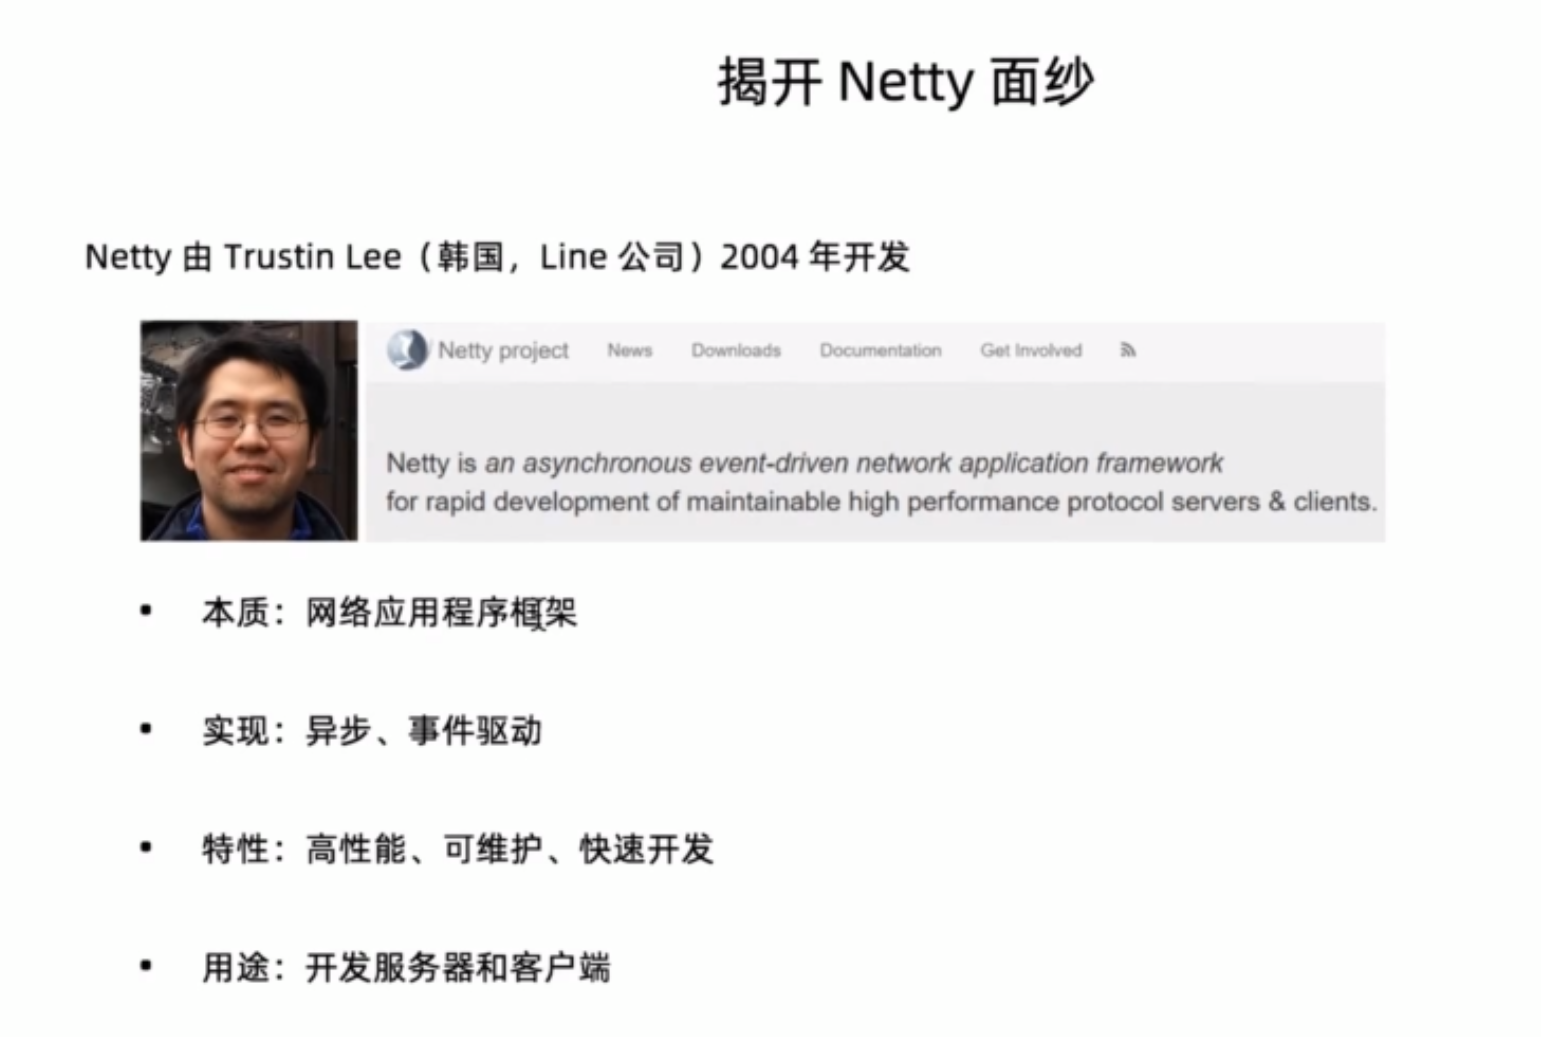 揭开 Netty 面纱
Netty 由 Trustin Lee（韩国，Line 公司）2004 年开发
Netty project News Downloads Documentation Get Involved
Netty is an asynchronous event-driven network application framework
for rapid development of maintainable high performance protocol servers & clients.
• 本质：网络应用程序框架
• 实现：异步、事件驱动
• 特性：高性能、可维护、快速开发
• 用途：开发服务器和客户端